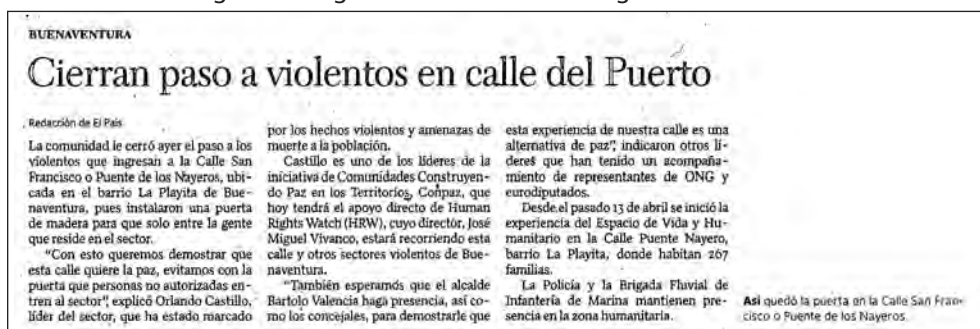 BUENAVENTURA
Cierran paso a violentos en calle del Puerto
Redacción de El País
La comunidad le cerró ayer el paso a los
violentos que ingresan a la Calle San
Francisco o Puente de los Nayeros, ubi-
cada en el barrio La Playita de Bue-
naventura, pues instalaron una puerta
de madera para que solo entre la gente
que reside en el sector.
"Con esto queremos demostrar que
esta calle quiere la paz, evitamos con la
puerta que personas no autorizadas en-
tren al sector", explicó Orlando Castillo,
líder del sector, que ha estado marcado
por los hechos violentos y amenazas de
muerte a la población.
Castillo es uno de los líderes de la
iniciativa de Comunidades Construyen-
do Paz en los Territorios, Conpaz, que
hoy tendrá el apoyo directo de Human
Rights Watch (HRW), cuyo director, José
Miguel Vivanco, estará recorriendo esta
calle y otros sectores violentos de Bue-
naventura.
"También esperamos que el alcalde
Bartolo Valencia haga presencia, así co-
mo los concejales, para demostrarle que
esta experiencia de nuestra calle es una
alternativa de paz", indicaron otros lí-
deres que han tenido un acompaña-
miento de representantes de ONG y
eurodiputados.
Desde el pasado 13 de abril se inició la
experiencia del Espacio de Vida y Hu-
manitario en la Calle Puente Nayero,
barrio La Playita, donde habitan 267
familias.
La Policía y la Brigada Fluvial de
Infantería de Marina mantienen pre-
sencia en la zona humanitaria.
Así quedó la puerta en la Calle San Fran-
cisco o Puente de los Nayeros.